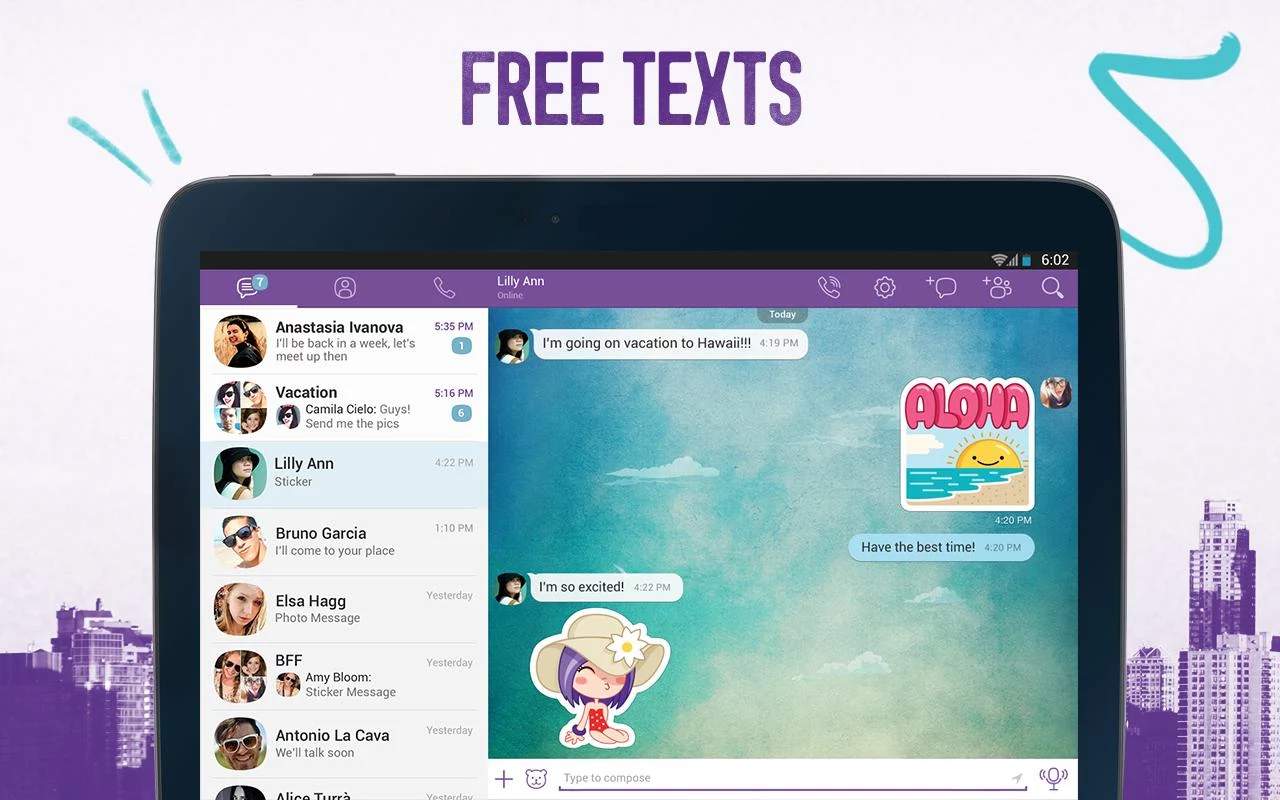 FREE TEXTS
6:02
7
Lilly Ann
Online
Anastasia Ivanova
5:35 PM
I'll be back in a week, let's
meet up then
1
Vacation
5:16 PM
Camila Cielo: Guys!
Send me the pics
6
Lilly Ann
4:22 PM
Sticker
Bruno Garcia
1:10 PM
I'll come to your place
Elsa Hagg
Yesterday
Photo Message
BFF
Yesterday
Amy Bloom:
Sticker Message
Antonio La Cava
Yesterday
We'll talk soon
Alice Turrà
Yesterday
Today
I'm going on vacation to Hawaii!!! 4:19 PM
ALOHA
4:20 PM
Have the best time! 4:20 PM
I'm so excited! 4:22 PM
Type to compose